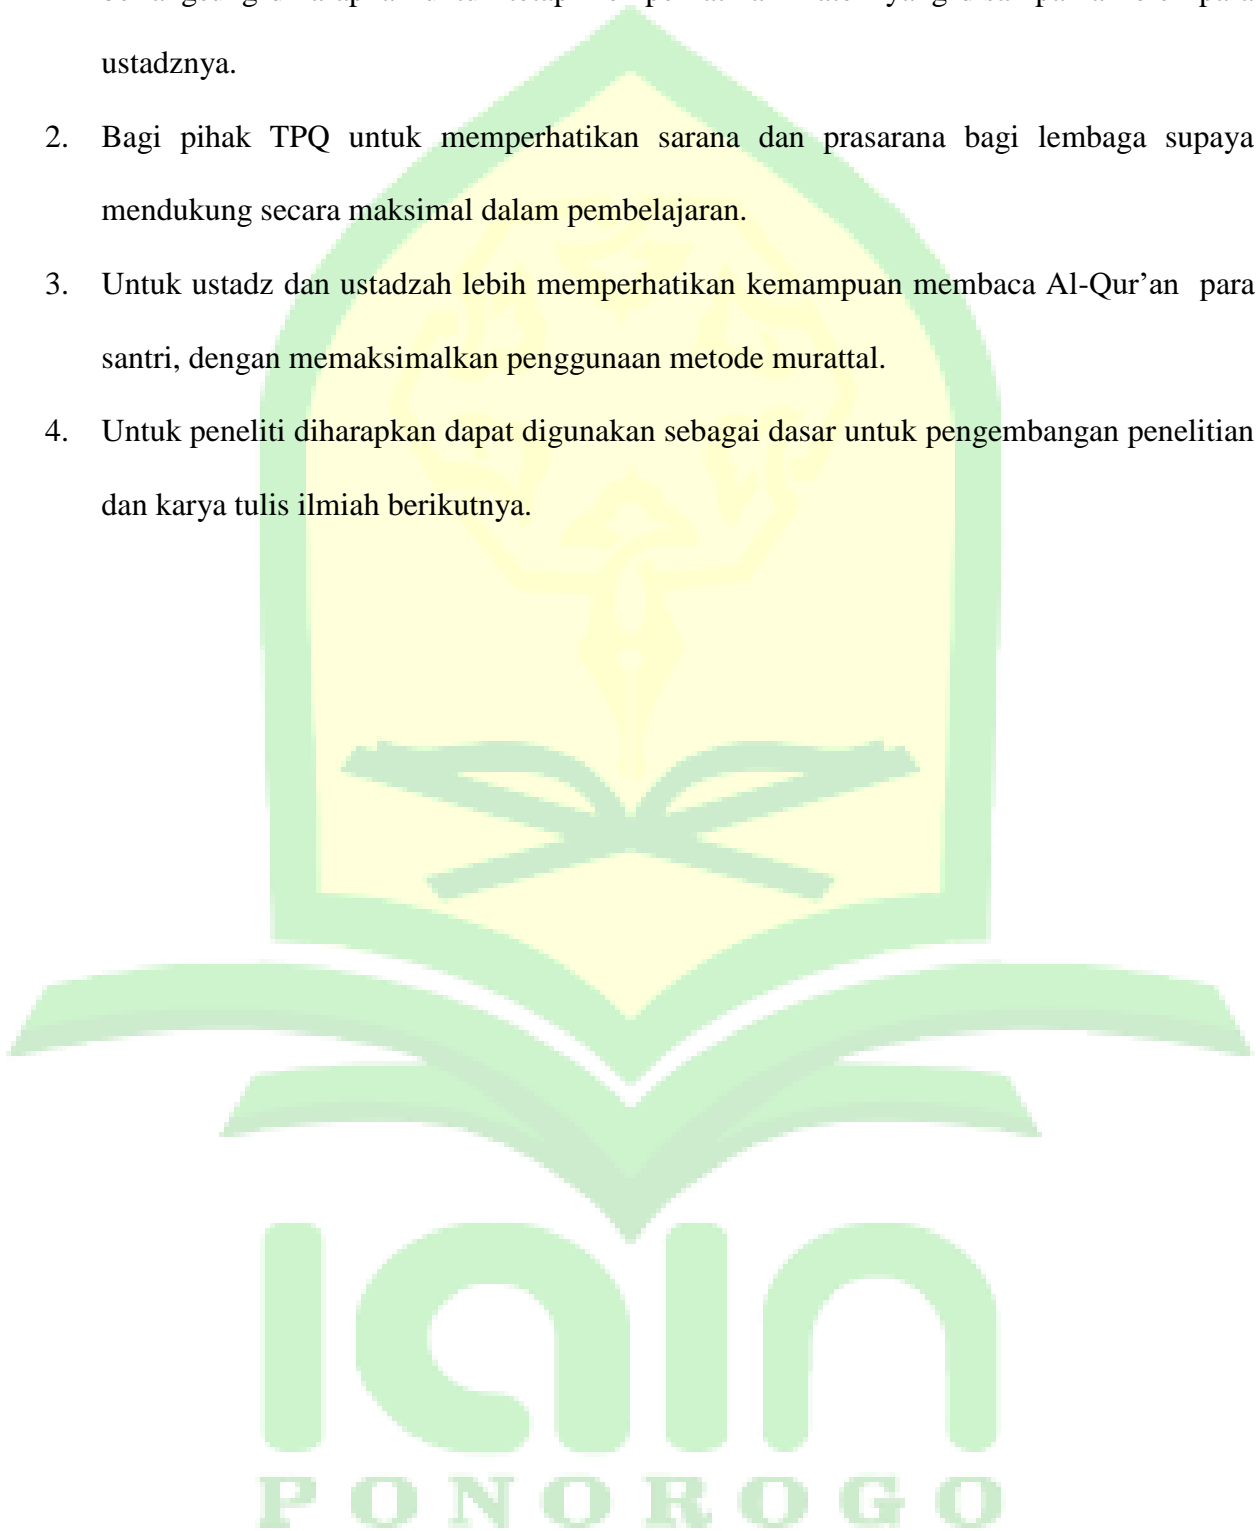 ustadznya.
2. Bagi pihak TPQ untuk memperhatikan sarana dan prasarana bagi lembaga supaya
mendukung secara maksimal dalam pembelajaran.
3. Untuk ustadz dan ustadzah lebih memperhatikan kemampuan membaca Al-Qur’an para
santri, dengan memaksimalkan penggunaan metode murattal.
4. Untuk peneliti diharapkan dapat digunakan sebagai dasar untuk pengembangan penelitian
dan karya tulis ilmiah berikutnya.
iain
PONOROGO